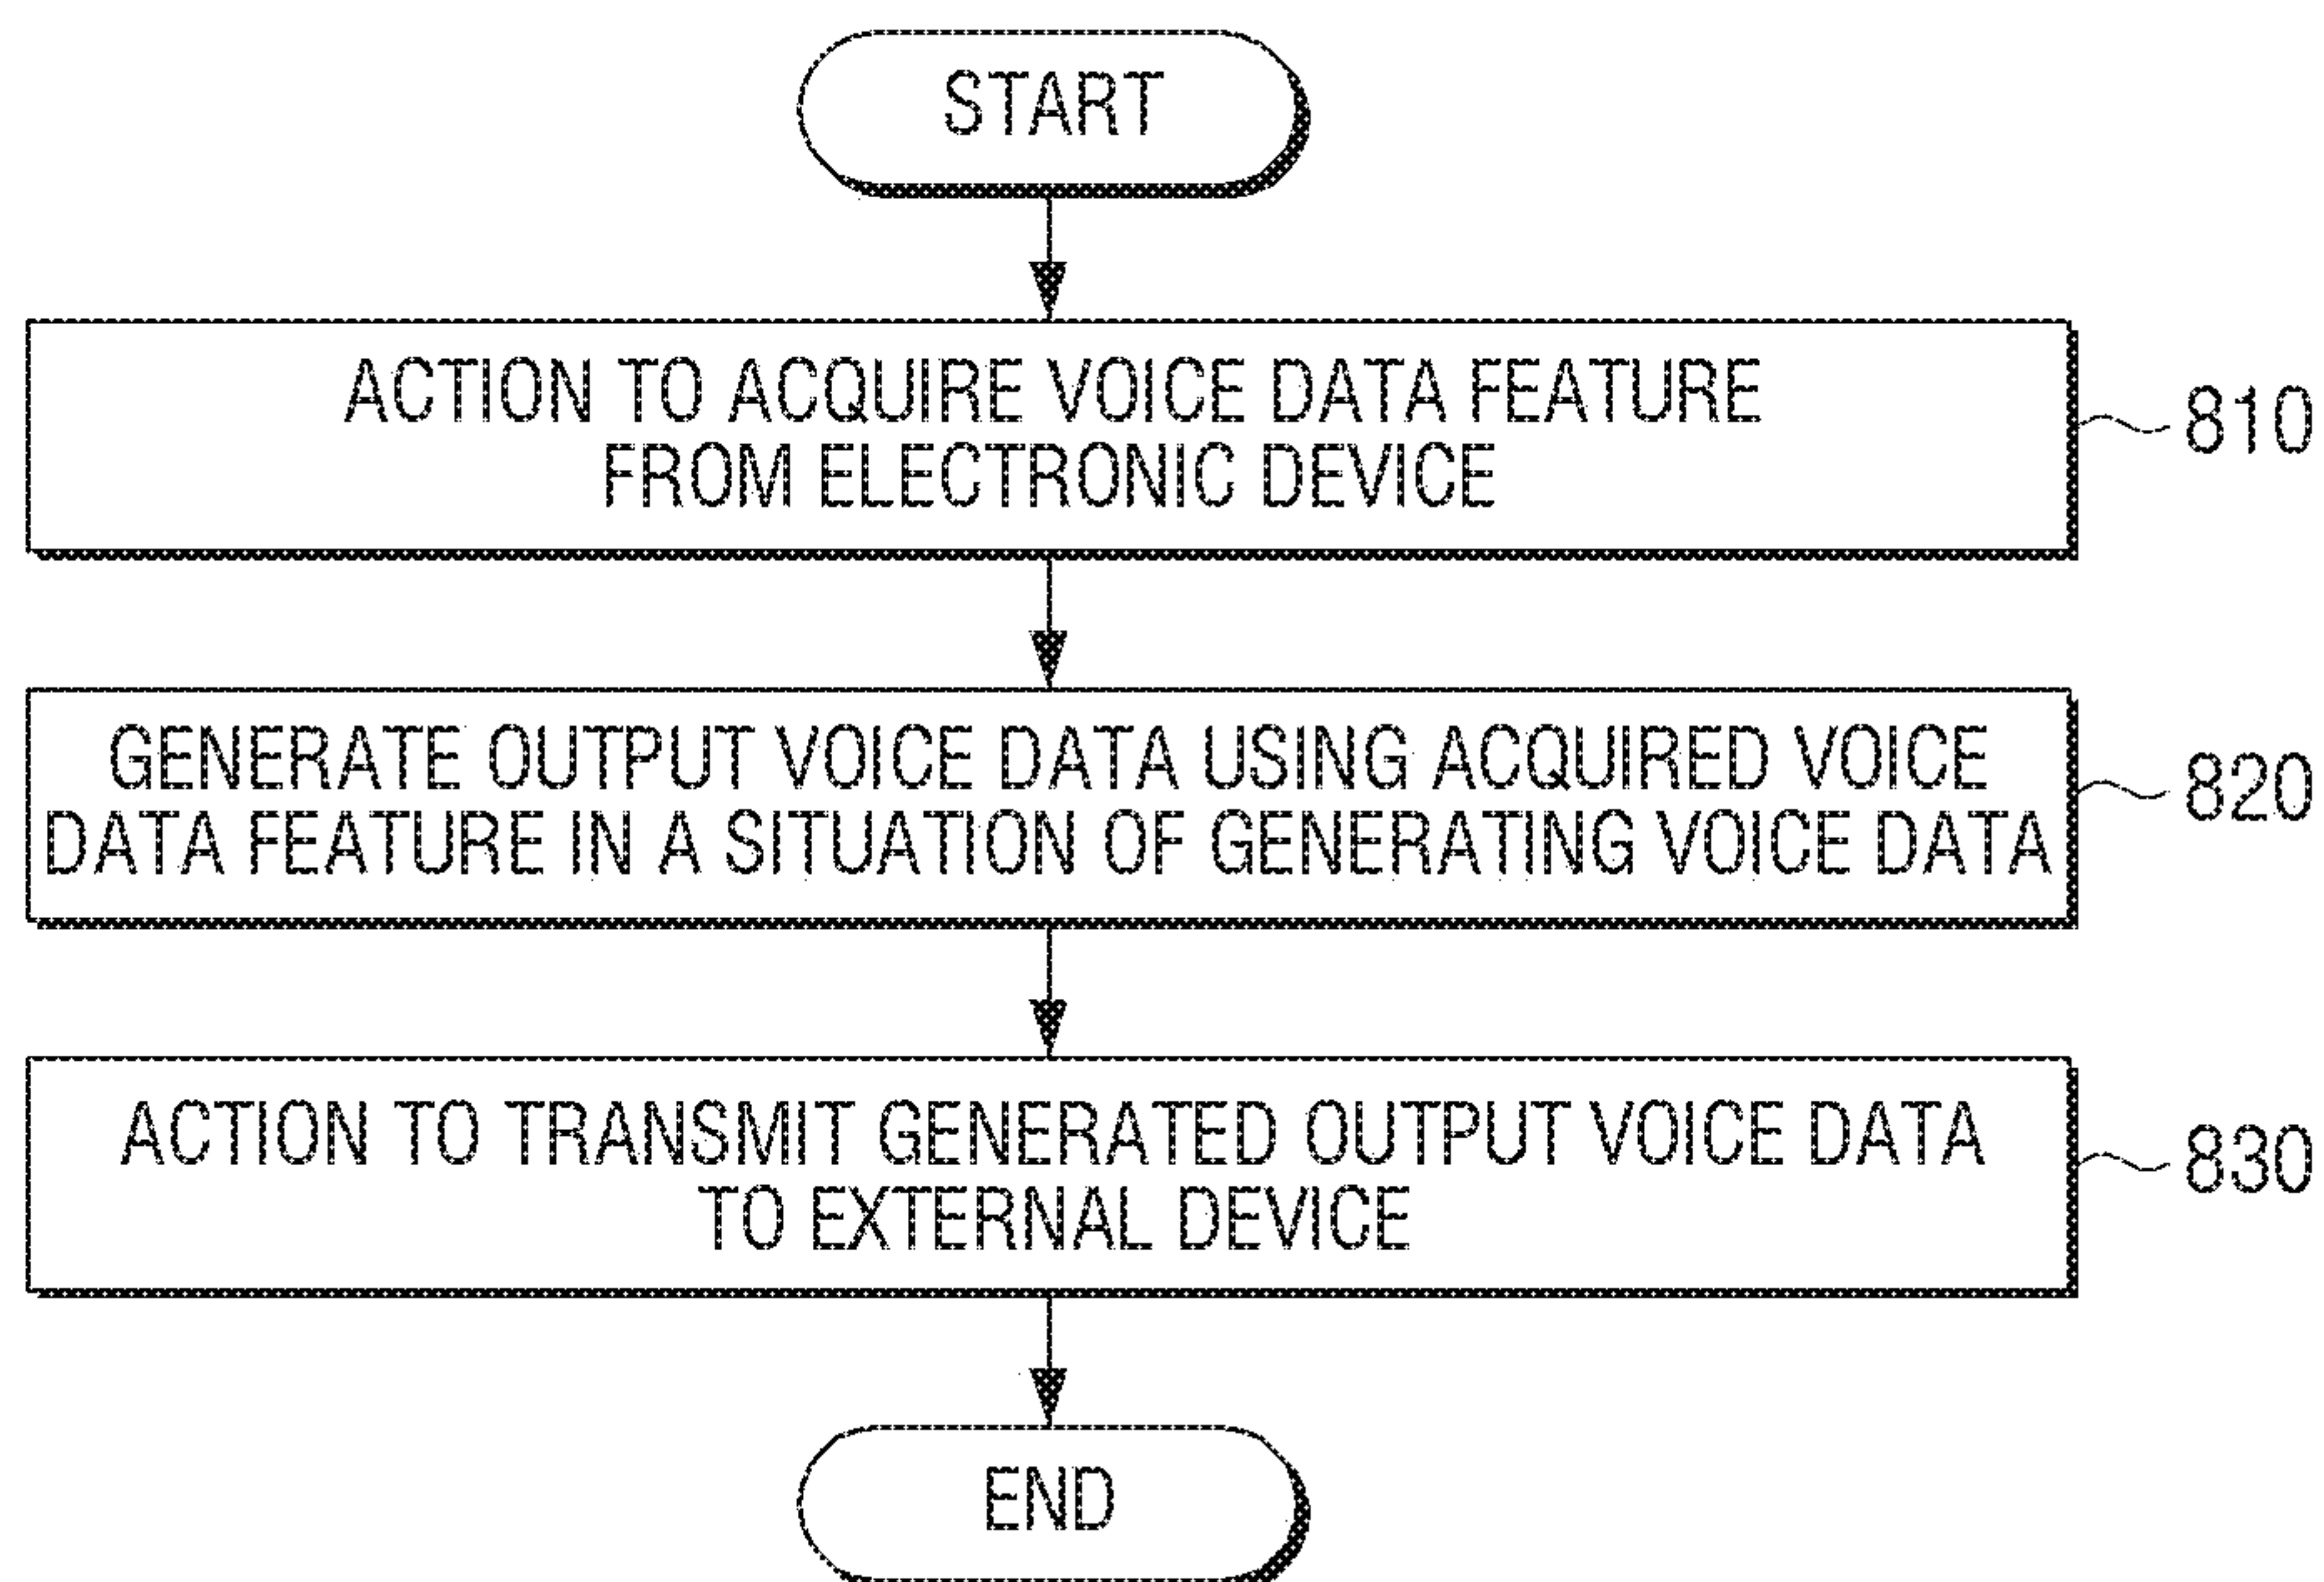 START
ACTION TO ACQUIRE VOICE DATA FEATURE
FROM ELECTRONIC DEVICE
810
GENERATE OUTPUT VOICE DATA USING ACQUIRED VOICE
DATA FEATURE IN A SITUATION OF GENERATING VOICE DATA
820
ACTION TO TRANSMIT GENERATED OUTPUT VOICE DATA
TO EXTERNAL DEVICE
830
END